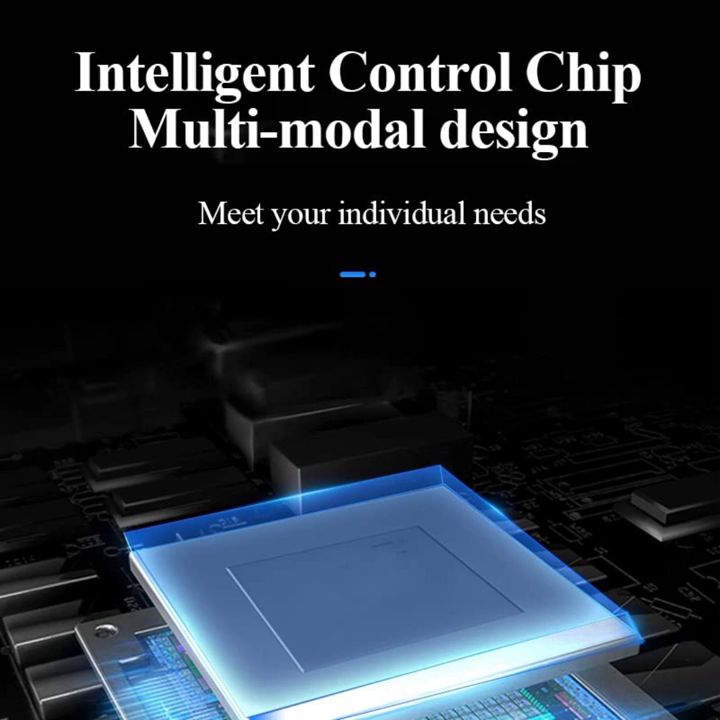 Intelligent Control Chip
Multi-modal design
Meet your individual needs